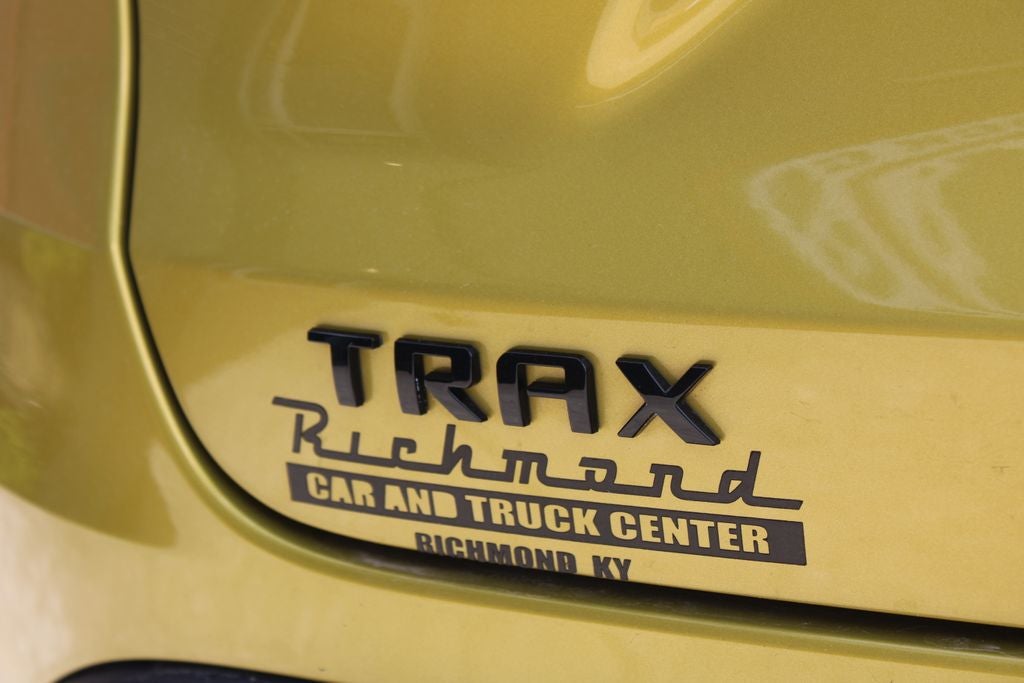 TRAX
Richmond
CAR AND TRUCK CENTER
RICHMOND KY